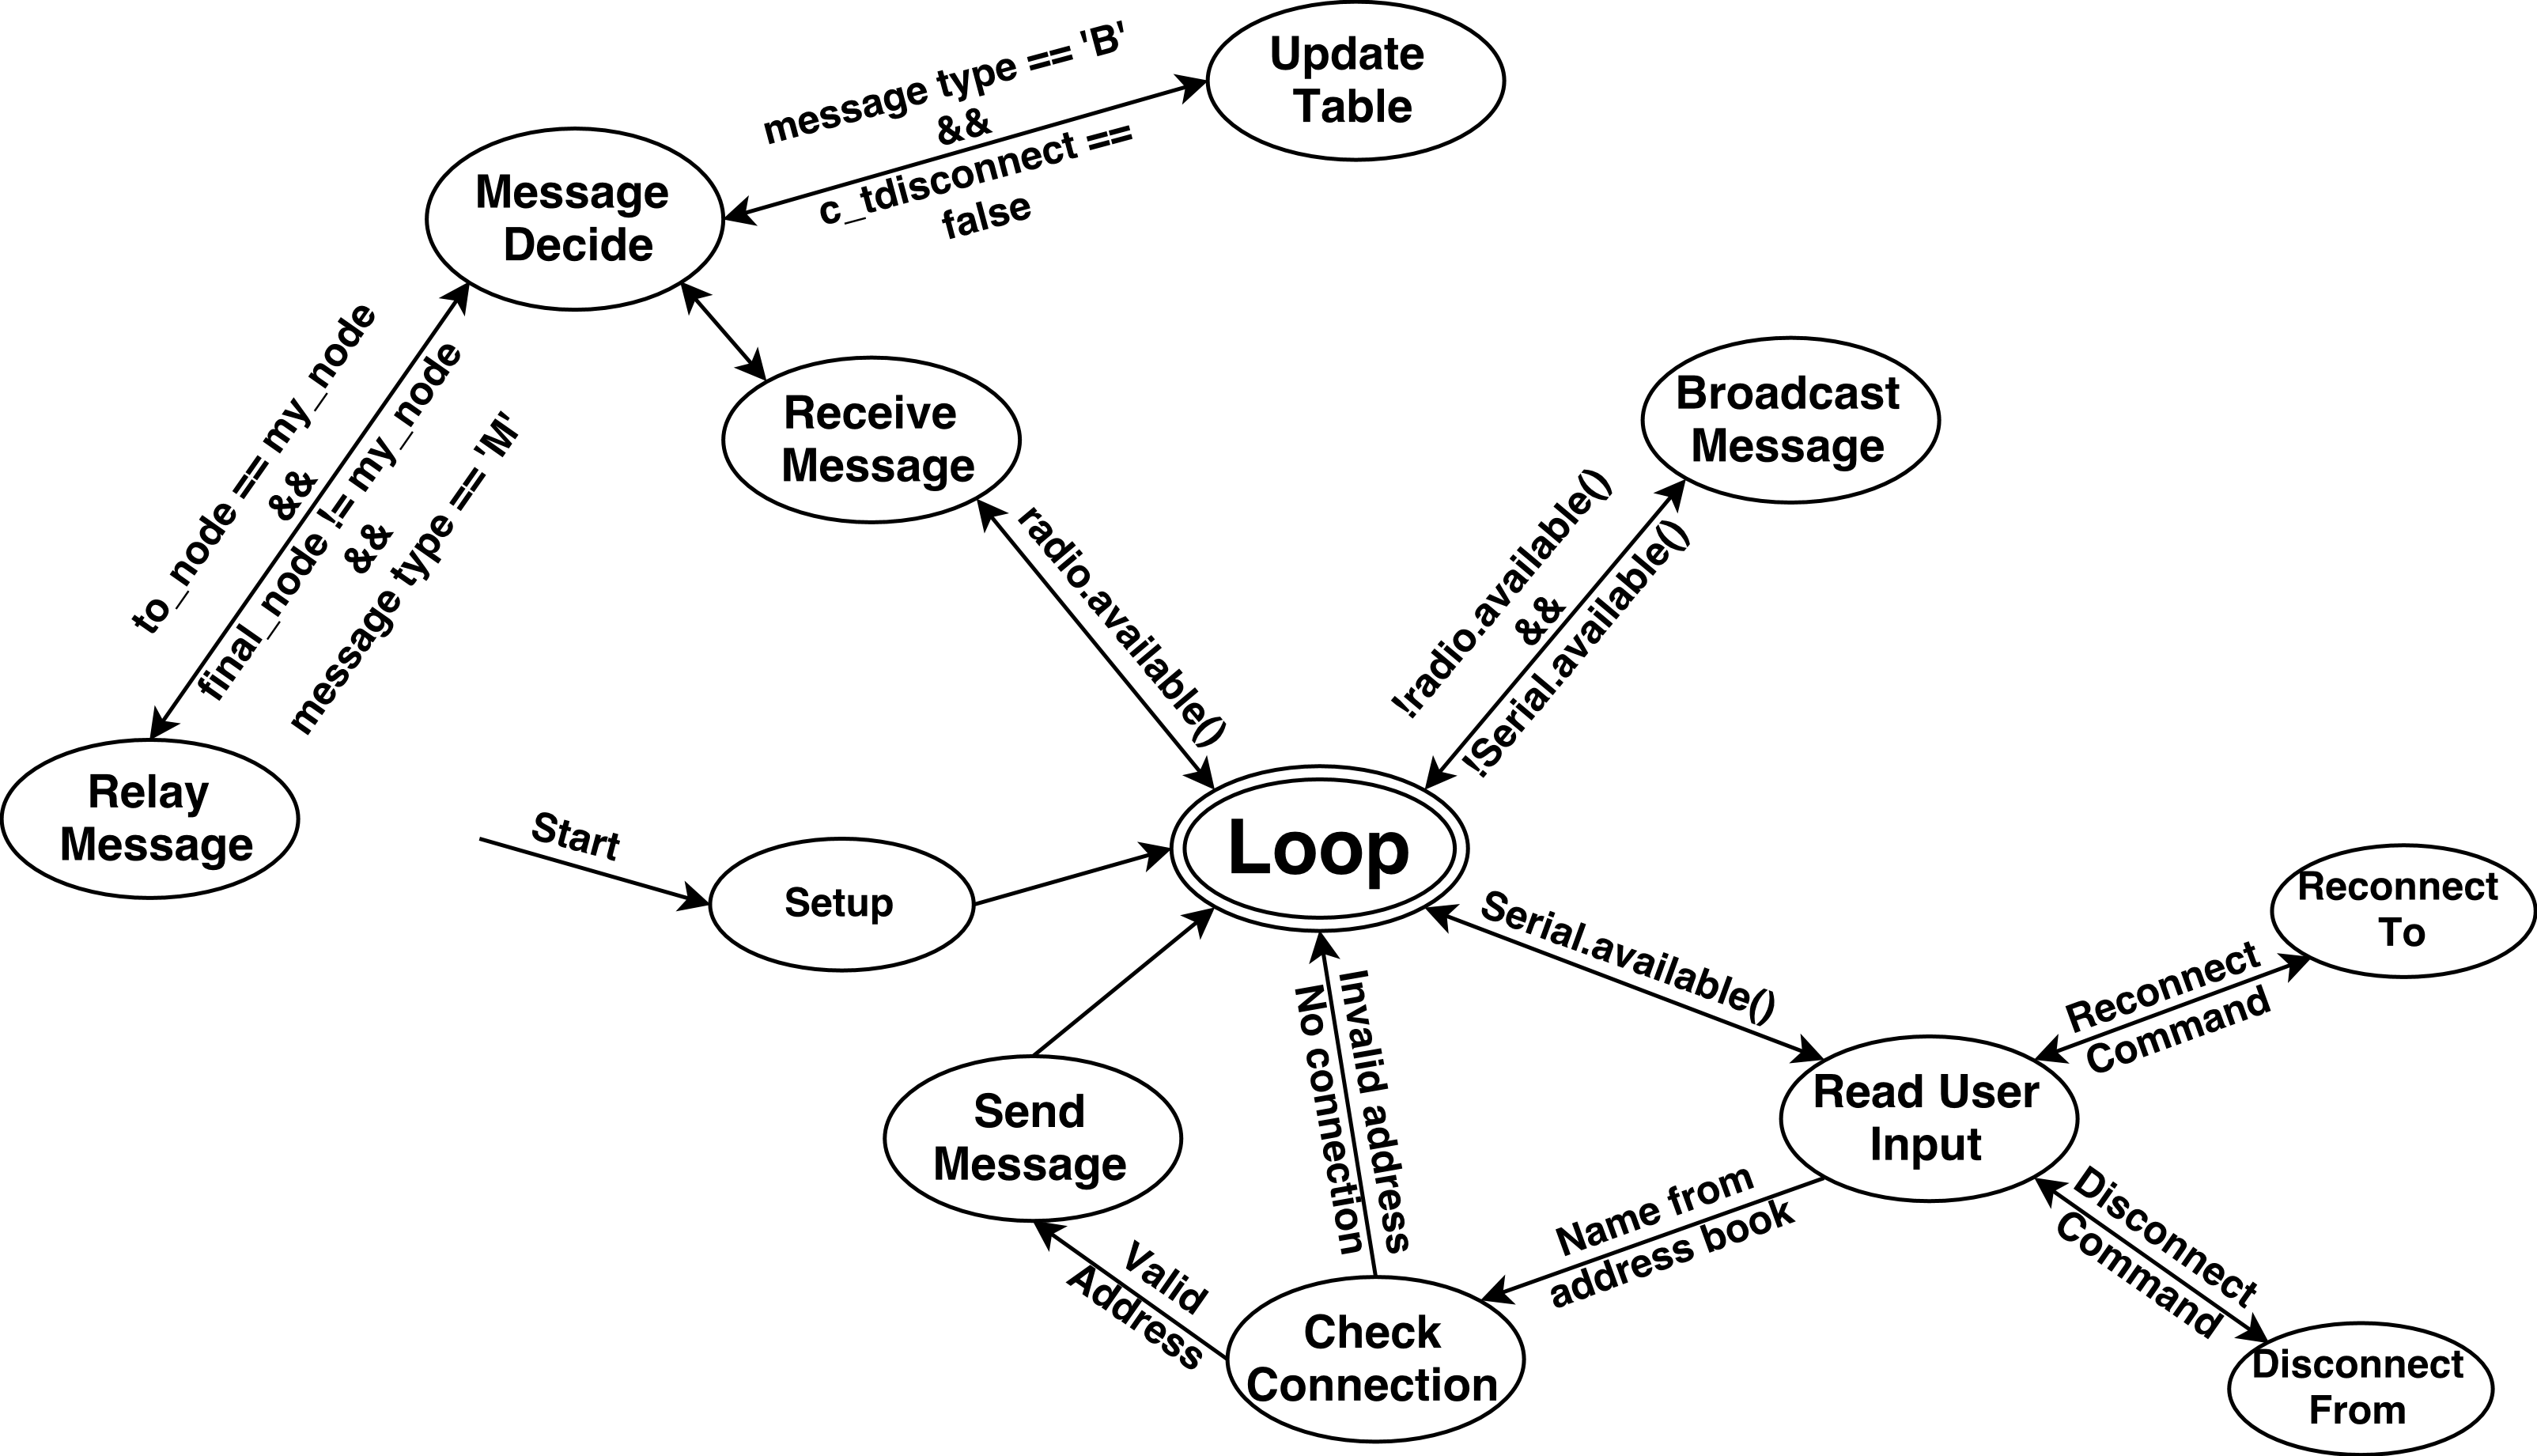 message type == 'B'
&&
c_tdisconnect ==
false
Update
Table
Message
Decide
to_node == my_node
&&
final_node != my_node
&&
message type == 'M'
Receive
Message
Broadcast
Message
radio.available()
!radio.available()
&&
!Serial.available()
Relay
Message
Start
Setup
Loop
Serial.available()
Reconnect
To
Reconnect
Command
Invalid address
No connection
Send
Message
Read User
Input
Name from
address book
Disconnect
Command
Valid
Address
Check
Connection
Disconnect
From